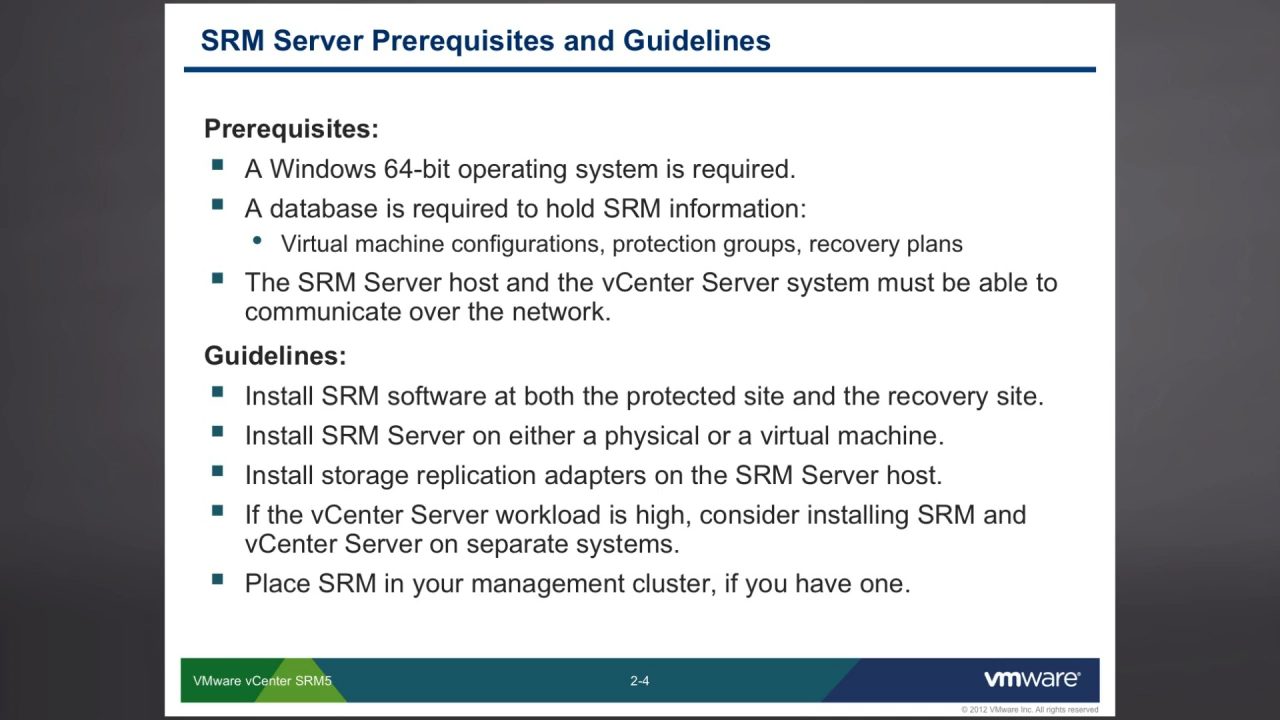 SRM Server Prerequisites and Guidelines
Prerequisites:
A Windows 64-bit operating system is required.
A database is required to hold SRM information:
Virtual machine configurations, protection groups, recovery plans
The SRM Server host and the vCenter Server system must be able to
communicate over the network.
Guidelines:
Install SRM software at both the protected site and the recovery site.
Install SRM Server on either a physical or a virtual machine.
Install storage replication adapters on the SRM Server host.
If the vCenter Server workload is high, consider installing SRM and
vCenter Server on separate systems.
Place SRM in your management cluster, if you have one.
VMware vCenter SRM5 2-4 vmware®
© 2012 VMware Inc. All rights reserved